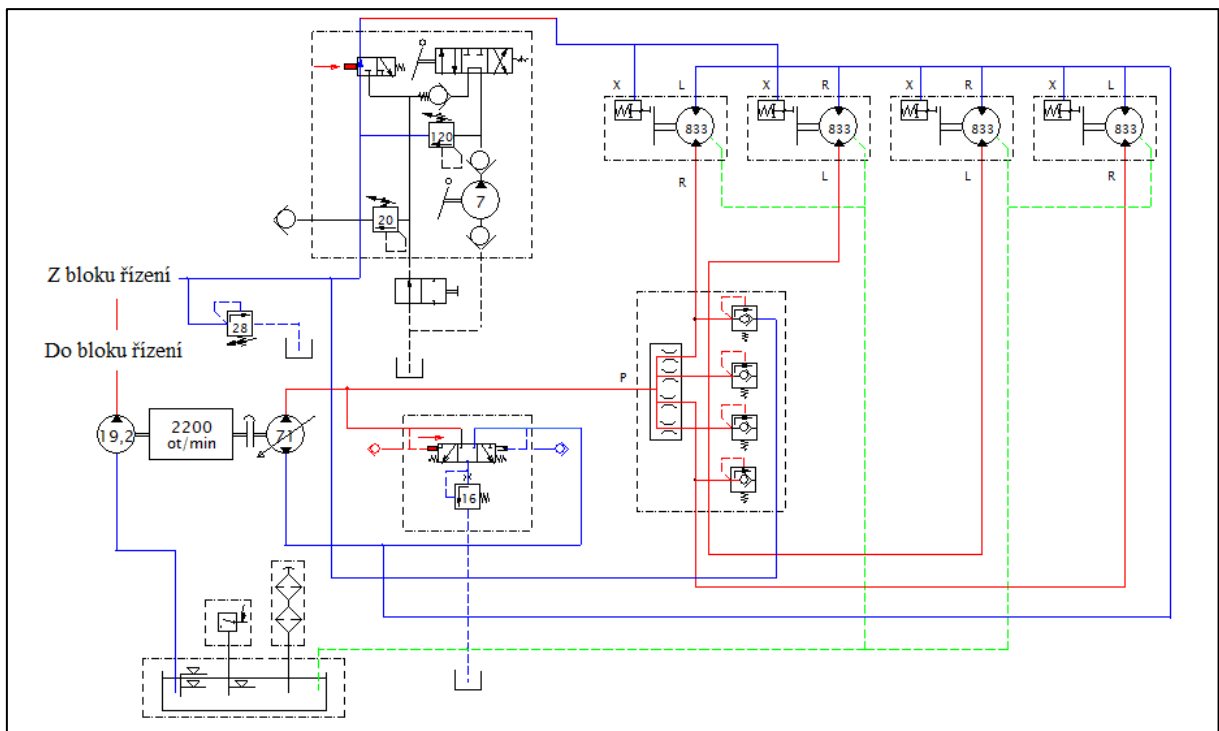 X L X R X R X L
833 833 833 833
120
7
R L L R
20
Z bloku řízení
28
Do bloku řízení
P
19,2
2200
ot/min
71
16